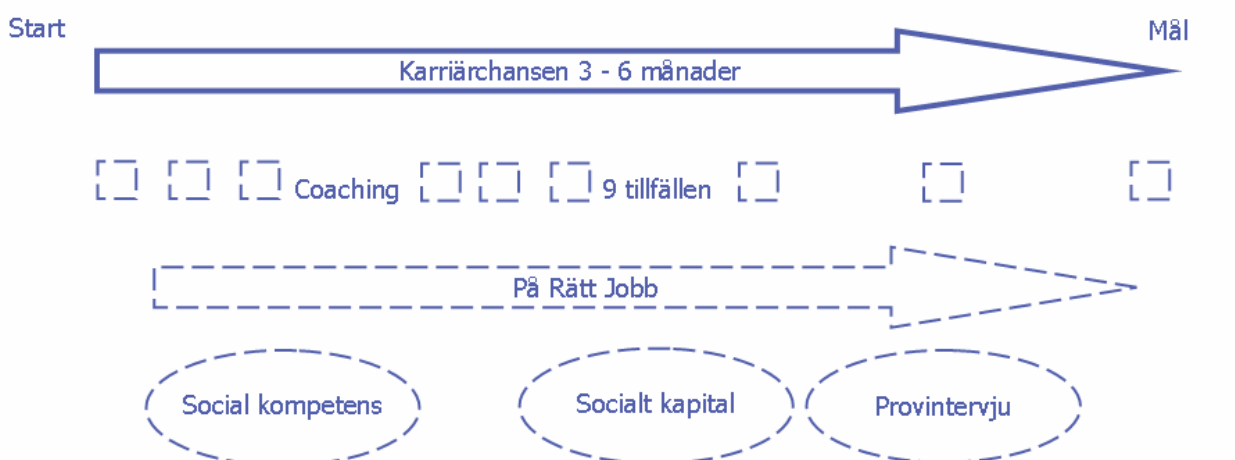 Start
Mål
Karriärchansen 3 - 6 månader
Coaching
9 tillfällen
På Rätt Jobb
Social kompetens
Socialt kapital
Provintervju